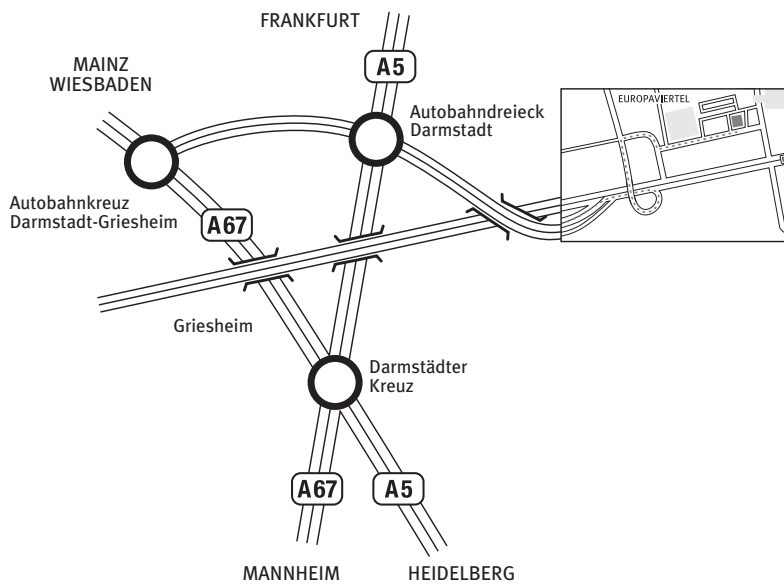 FRANKFURT
MAINZ
WIESBADEN
A5
EUROPAVIERTEL
Autobahndreieck
Darmstadt
Autobahnkreuz
Darmstadt-Griesheim
A67
Griesheim
Darmstädter
Kreuz
A67
A5
MANNHEIM
HEIDELBERG